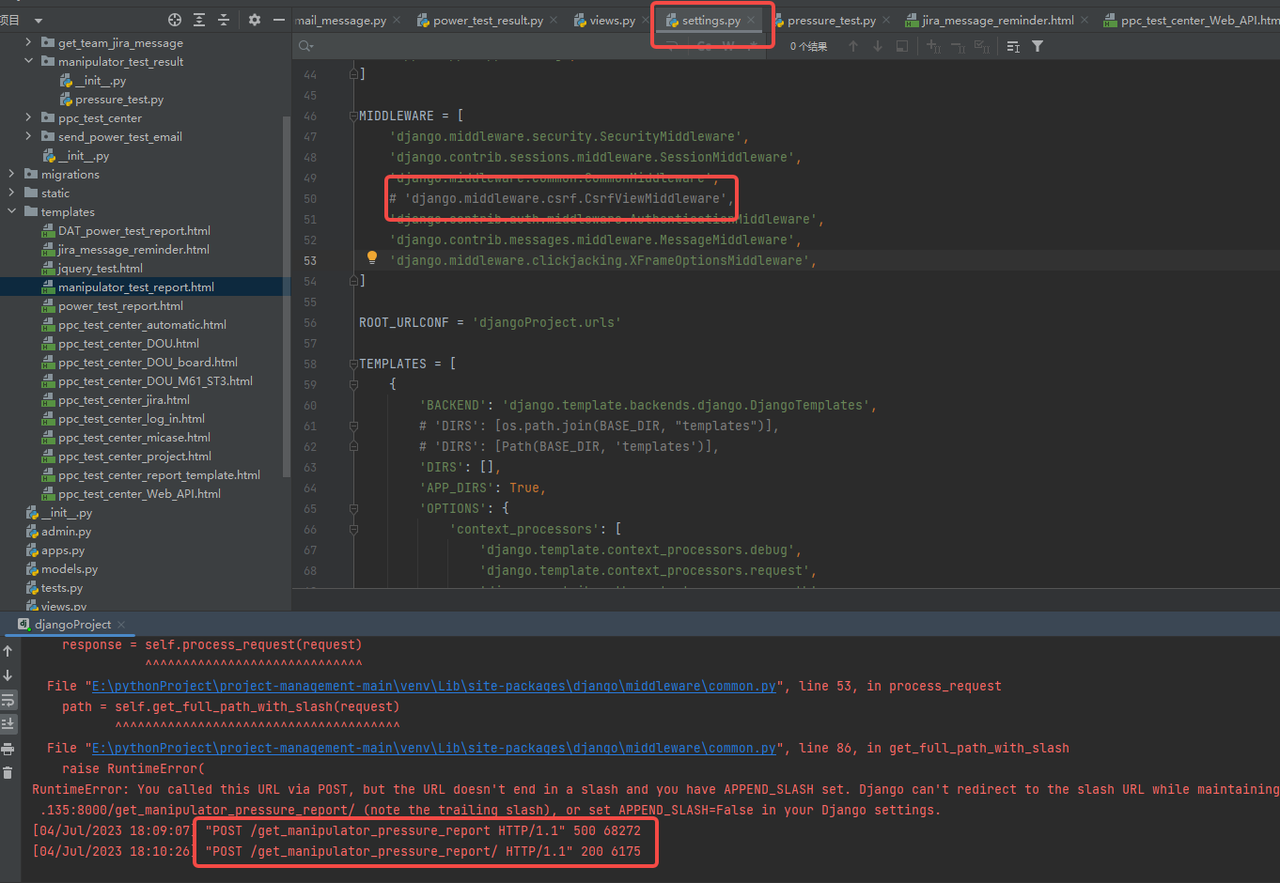 项目
mail_message.py
power_test_result.py
views.py
settings.py
pressure_test.py
jira_message_reminder.html
ppc_test_center_Web_API.htm
0 个结果
get_team_jira_message
manipulator_test_result
__init__.py
pressure_test.py
ppc_test_center
send_power_test_email
__init__.py
migrations
static
templates
DAT_power_test_report.html
jira_message_reminder.html
jquery_test.html
manipulator_test_report.html
power_test_report.html
ppc_test_center_automatic.html
ppc_test_center_DOU.html
ppc_test_center_DOU_board.html
ppc_test_center_DOU_M61_ST3.html
ppc_test_center_jira.html
ppc_test_center_log_in.html
ppc_test_center_micase.html
ppc_test_center_project.html
ppc_test_center_report_template.html
ppc_test_center_Web_API.html
__init__.py
admin.py
apps.py
models.py
tests.py
views.py
44 ]
45
46 MIDDLEWARE = [
47 'django.middleware.security.SecurityMiddleware',
48 'django.contrib.sessions.middleware.SessionMiddleware',
49 'django.middleware.common.CommonMiddleware',
50 # 'django.middleware.csrf.CsrfViewMiddleware',
51 'django.contrib.auth.middleware.AuthenticationMiddleware',
52 'django.contrib.messages.middleware.MessageMiddleware',
53 'django.middleware.clickjacking.XFrameOptionsMiddleware',
54 ]
55
56 ROOT_URLCONF = 'djangoProject.urls'
57
58 TEMPLATES = [
59 {
60 'BACKEND': 'django.template.backends.django.DjangoTemplates',
61 # 'DIRS': [os.path.join(BASE_DIR, "templates")],
62 # 'DIRS': [Path(BASE_DIR, 'templates')],
63 'DIRS': [],
64 'APP_DIRS': True,
65 'OPTIONS': {
66 'context_processors': [
67 'django.template.context_processors.debug',
68 'django.template.context_processors.request',
djangoProject
response = self.process_request(request)
^^^^^^^^^^^^^^^^^^^^^^^^^^^^^
File "E:\pythonProject\project-management-main\venv\Lib\site-packages\django\middleware\common.py", line 53, in process_request
path = self.get_full_path_with_slash(request)
^^^^^^^^^^^^^^^^^^^^^^^^^^^^^^^^^^^^^^
File "E:\pythonProject\project-management-main\venv\Lib\site-packages\django\middleware\common.py", line 86, in get_full_path_with_slash
raise RuntimeError(
RuntimeError: You called this URL via POST, but the URL doesn't end in a slash and you have APPEND_SLASH set. Django can't redirect to the slash URL while maintaining
.135:8000/get_manipulator_pressure_report/ (note the trailing slash), or set APPEND_SLASH=False in your Django settings.
[04/Jul/2023 18:09:07] "POST /get_manipulator_pressure_report HTTP/1.1" 500 68272
[04/Jul/2023 18:10:26] "POST /get_manipulator_pressure_report/ HTTP/1.1" 200 6175